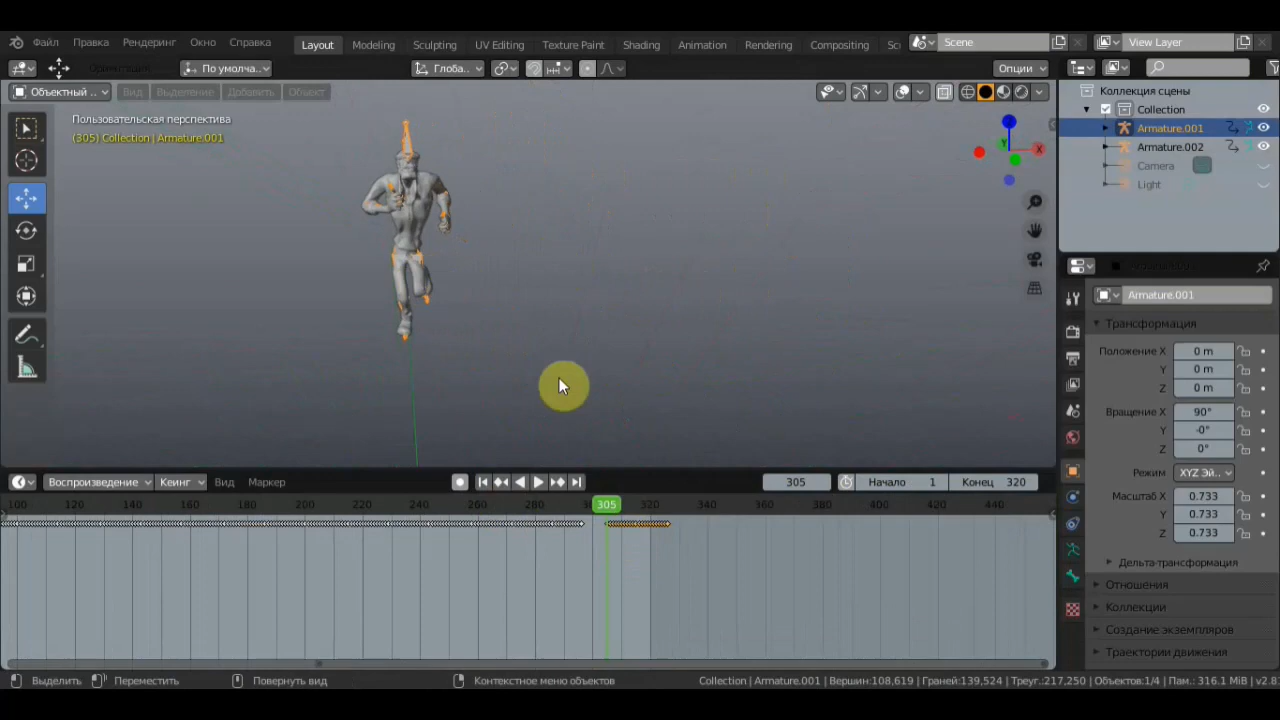 Файл Правка Рендеринг Окно Справка Layout Modeling Sculpting UV Editing Texture Paint Shading Animation Rendering Compositing Sc Scene View Layer
По умолча.. Глоба.. Опции
Объектный .. Вид Выделение Добавить Объект
Пользовательская перспектива
(305) Collection | Armature.001
X
Y
Коллекция сцены
Collection
Armature.001
Armature.002
Camera
Light
Armature.001
Трансформация
Положение X 0 m
Y 0 m
Z 0 m
Вращение X 90°
Y -0°
Z 0°
Режим XYZ Эй..
Масштаб X 0.733
Y 0.733
Z 0.733
Дельта-трансформация
Отношения
Коллекции
Создание экземпляров
Траектории движения
Воспроизведение Кеинг Вид Маркер 305 Начало 1 Конец 320
100 120 140 160 180 200 220 240 260 280 305 320 340 360 380 400 420 440
Выделить Переместить Повернуть вид Контекстное меню объектов Collection | Armature.001 | Вершин:108,619 | Граней:139,524 | Треуг.:217,250 | Объектов:1/4 | Пам.: 316.1 MiB | v2.8